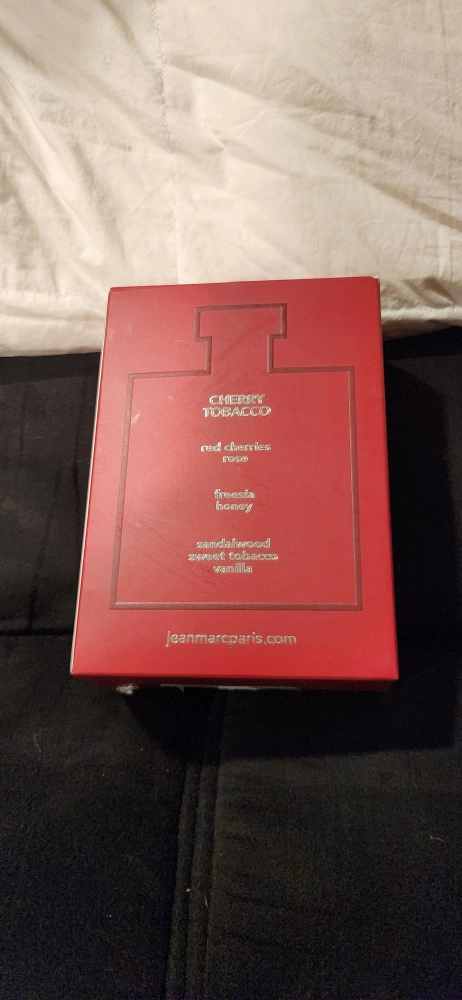 CHERRY
TOBACCO
red cherries
rose
freesia
honey
sandalwood
sweet tobacco
vanilla
jeanmarcparis.com